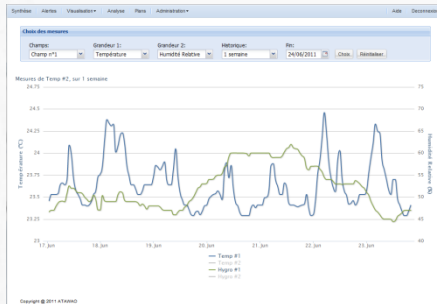 Synthèse Alertes Visualisation Analyse Plans Administration Aide Deconnexion
Choix des mesures
Champs: Grandeur 1: Grandeur 2: Historique: Fin:
Champ n°1 Température Humidité Relative 1 semaine 24/06/2011 Choix Réinitialiser
Mesures de Temp #2, sur 1 semaine
24.75 75
24.5 70
24.25 65
24 60
23.75 55
23.5 50
23.25 45
23 40
Température (°C)
Humidité Relative (%)
17. Jun 18. Jun 19. Jun 20. Jun 21. Jun 22. Jun 23. Jun
Temp #1
Temp #2
Hygro #1
Hygro #2
Copyright @ 2011 ATAWAO